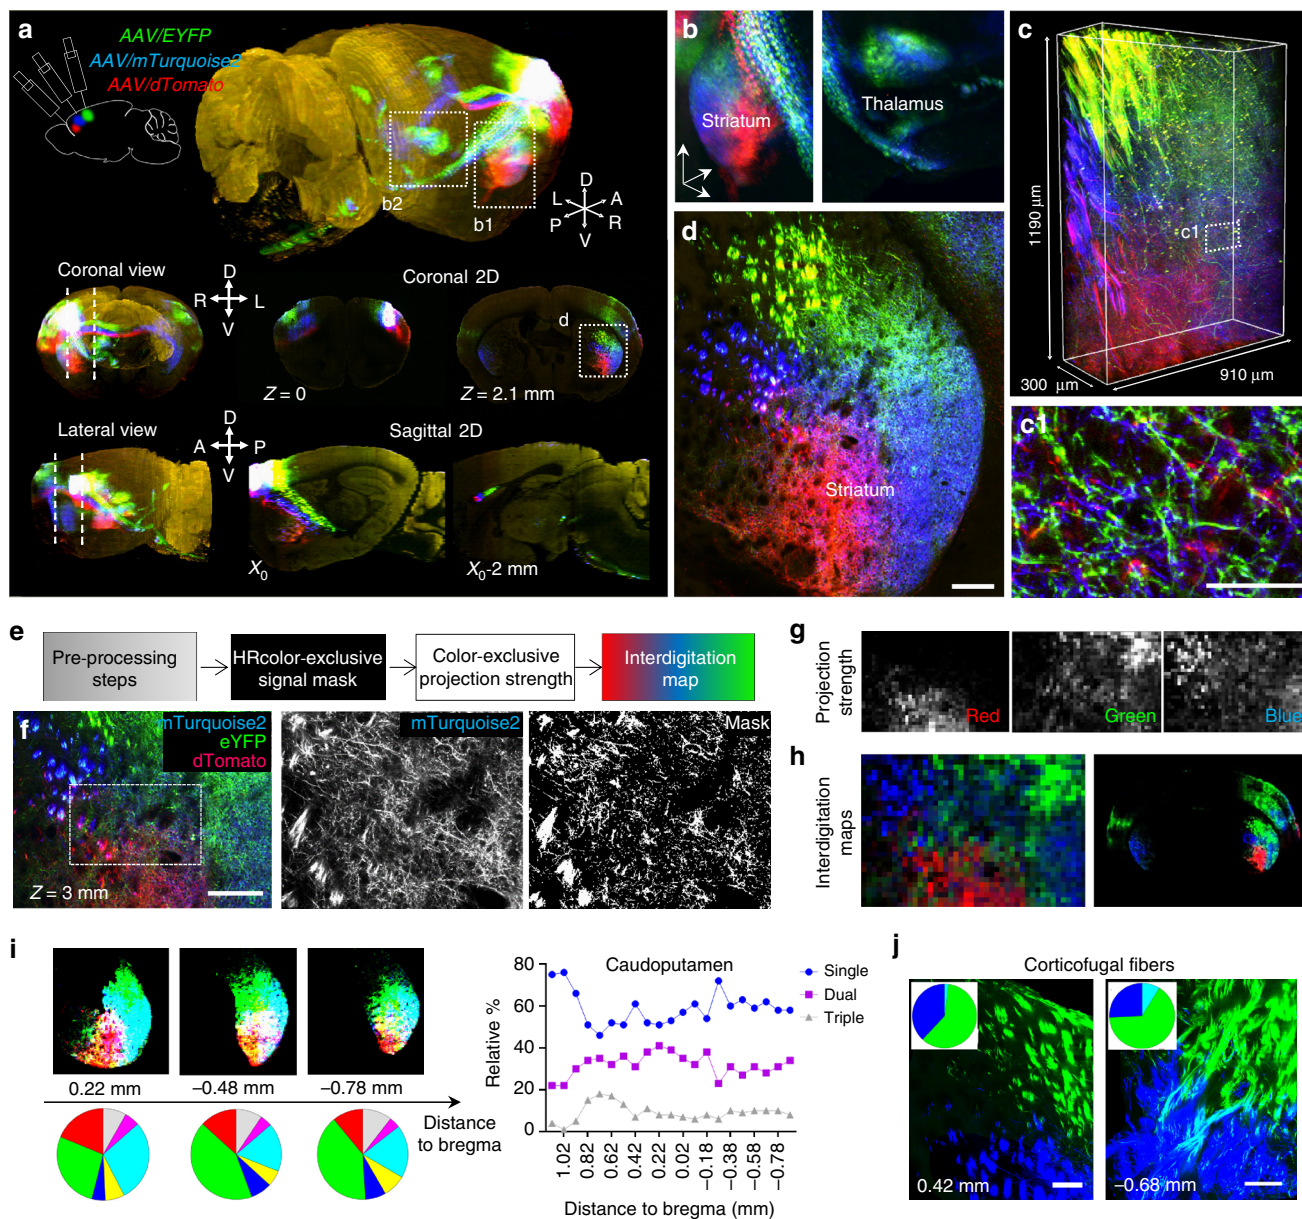 a
AAV/EYFP
AAV/mTurquoise2
AAV/dTomato
b2
b1
D
L
A
P
R
V
Coronal view
D
R
L
V
Coronal 2D
d
Z = 0
Z = 2.1 mm
Lateral view
D
A
P
V
Sagittal 2D
X0
X0-2 mm
b
Striatum
Thalamus
c
1190 µm
c1
300 µm
910 µm
d
Striatum
c1
e
Pre-processing steps
HRcolor-exclusive signal mask
Color-exclusive projection strength
Interdigitation map
f
mTurquoise2
eYFP
dTomato
Z = 3 mm
mTurquoise2
Mask
g
Projection strength
Red
Green
Blue
h
Interdigitation maps
i
0.22 mm
−0.48 mm
−0.78 mm
Distance to bregma
Caudoputamen
Relative %
80
60
40
20
0
Single
Dual
Triple
1.02
0.82
0.62
0.42
0.22
0.02
−0.18
−0.38
−0.58
−0.78
Distance to bregma (mm)
j
Corticofugal fibers
0.42 mm
−0.68 mm